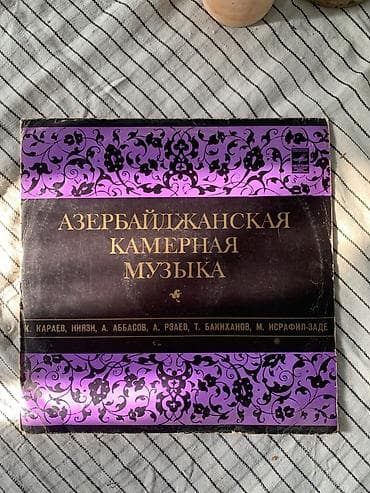 АЗЕРБАЙДЖАНСКАЯ
КАМЕРНАЯ
МУЗЫКА
К. КАРАЕВ, НИЯЗИ, А. АББАСОВ, А. РЗАЕВ, Т. БАКИХАНОВ, М. ИСРАФИЛ-ЗАДЕ